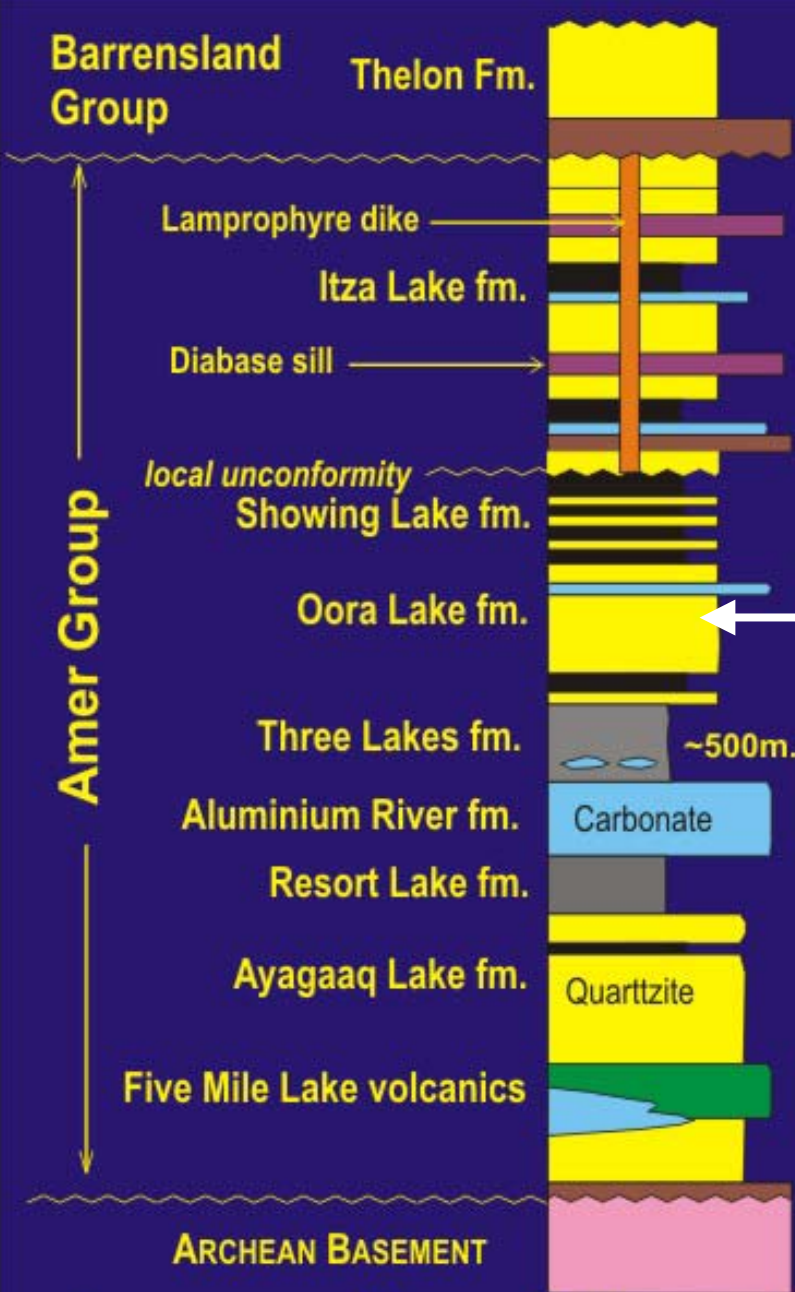 Barrensland
Group
Thelon Fm.
Lamprophyre dike
Itza Lake fm.
Diabase sill
local unconformity
Showing Lake fm.
Oora Lake fm.
Amer Group
Three Lakes fm.
~500m.
Aluminium River fm.
Carbonate
Resort Lake fm.
Ayagaaq Lake fm.
Quarttzite
Five Mile Lake volcanics
ARCHEAN BASEMENT